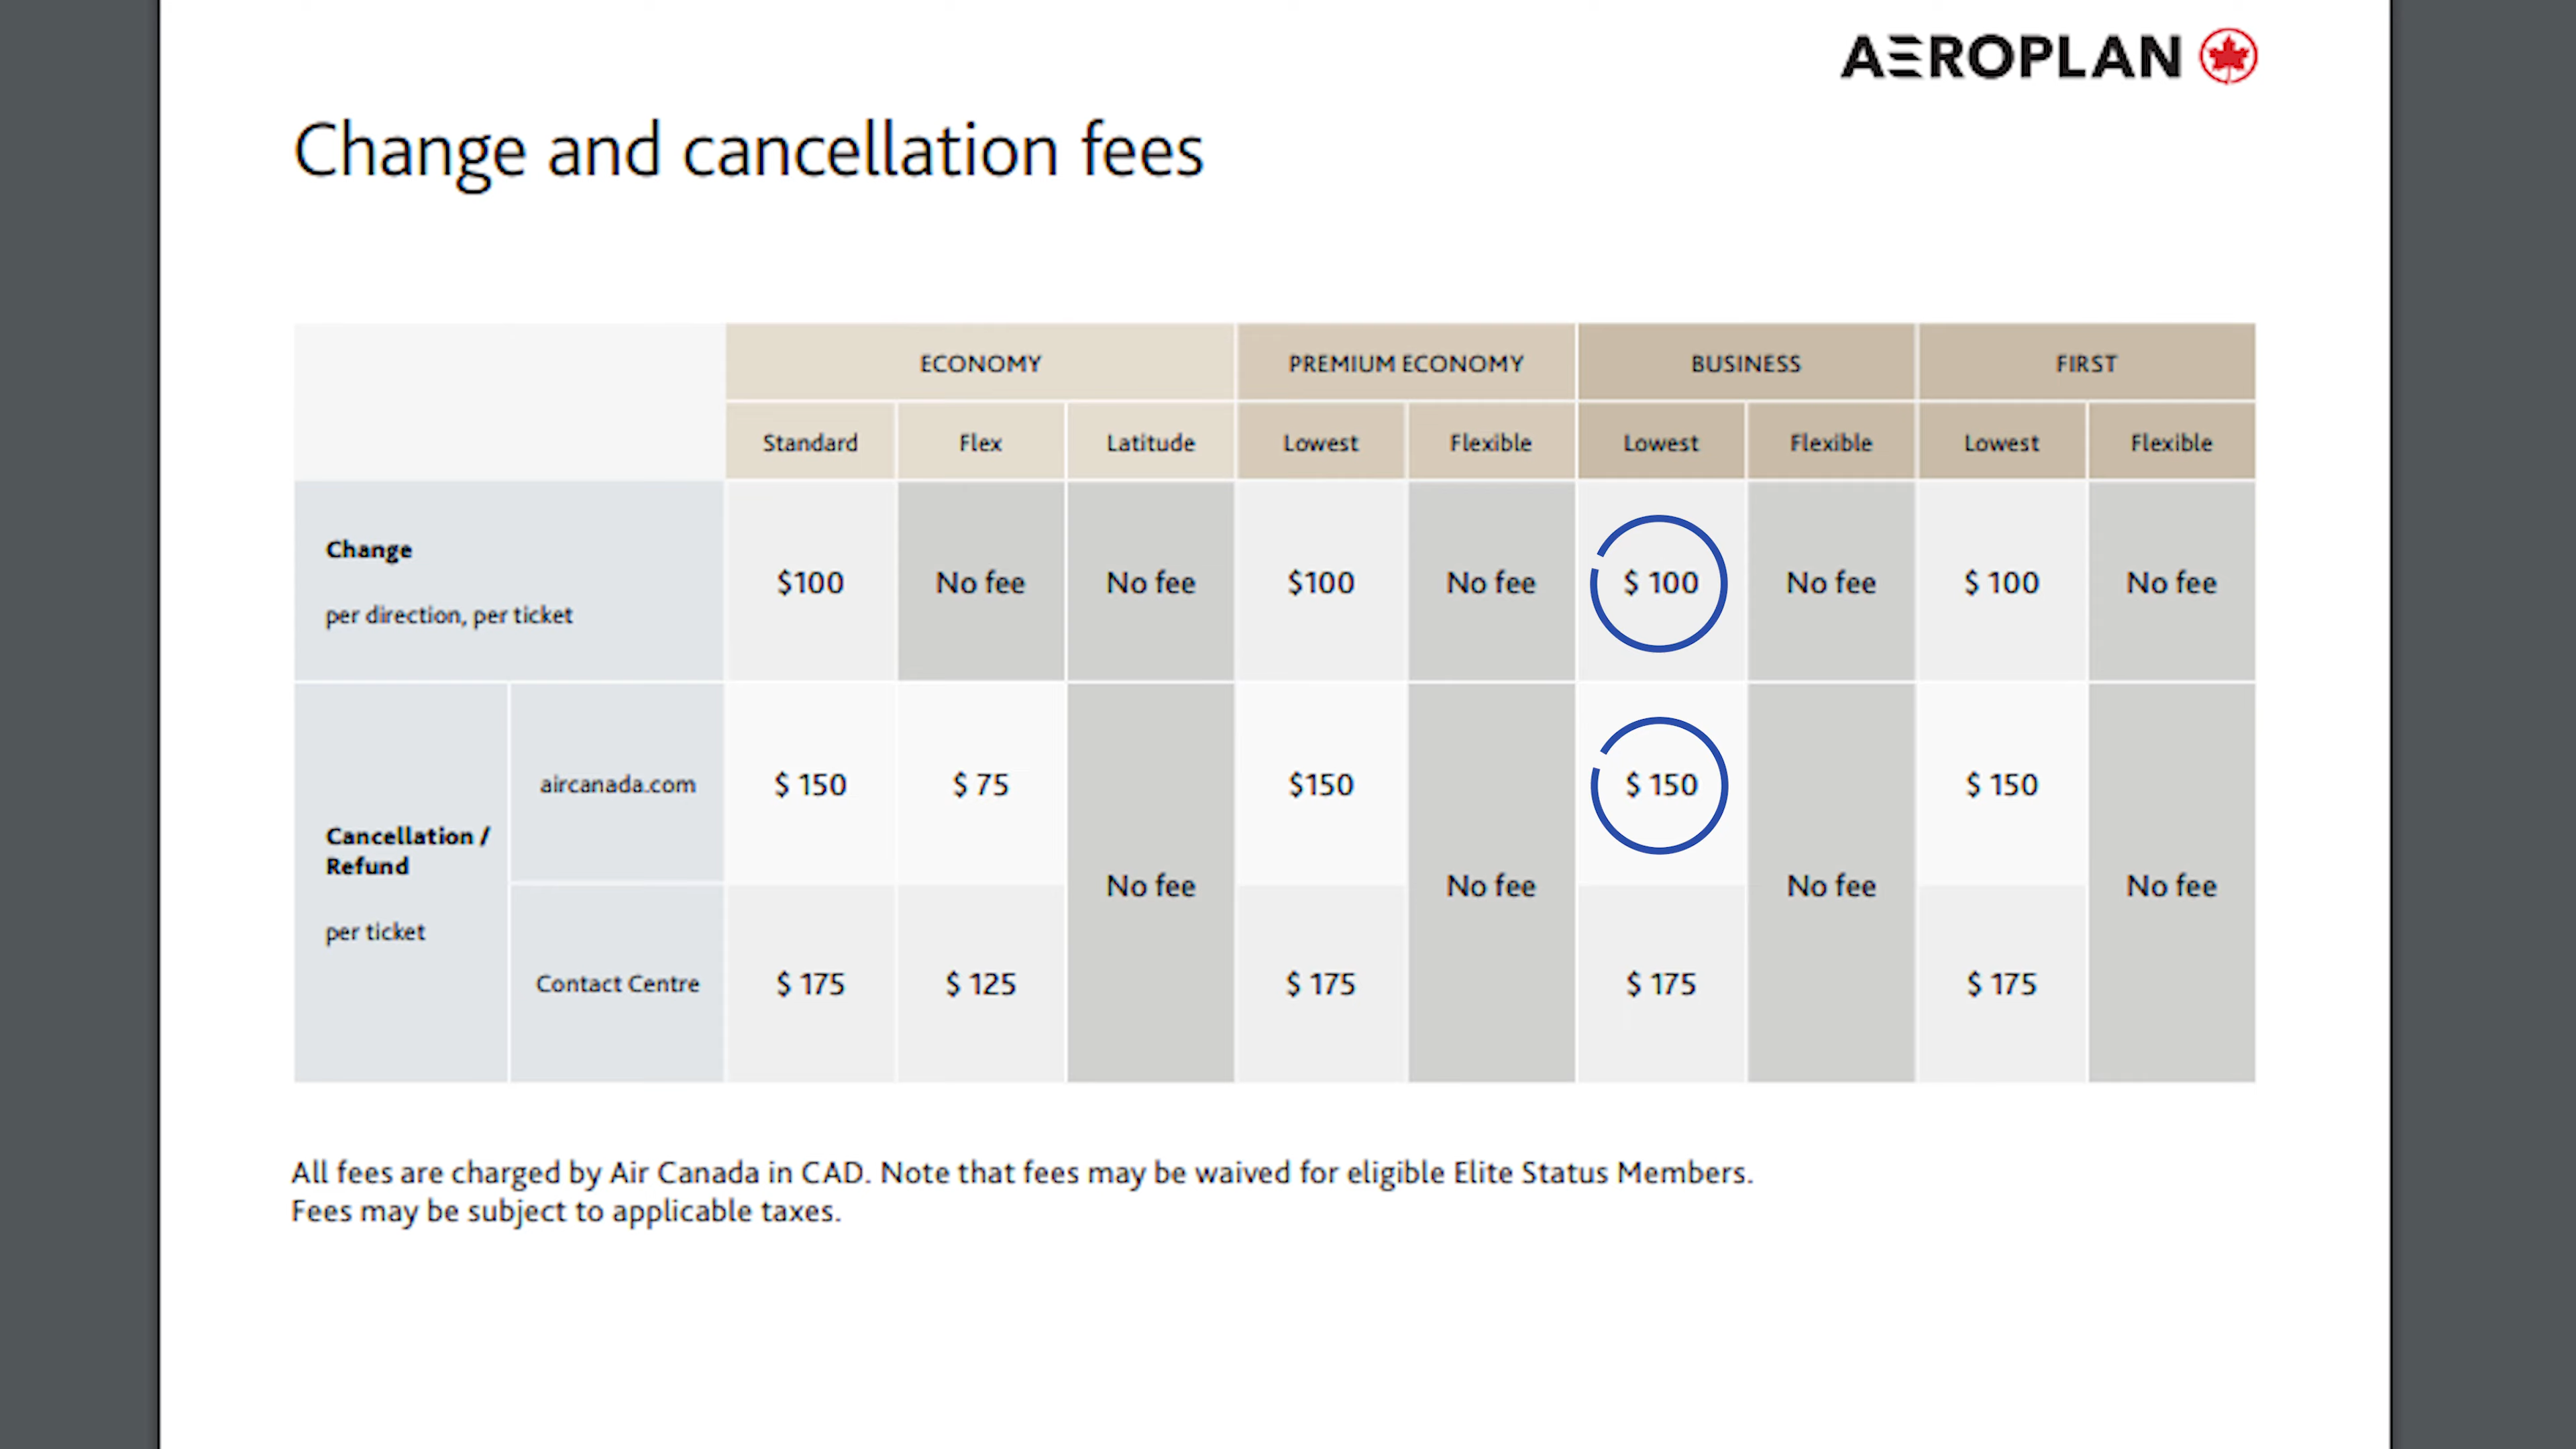 AEROPLAN
Change and cancellation fees
ECONOMY PREMIUM ECONOMY BUSINESS FIRST
Standard Flex Latitude Lowest Flexible Lowest Flexible Lowest Flexible
Change
per direction, per ticket
$100 No fee No fee $100 No fee $ 100 No fee $ 100 No fee
Cancellation /
Refund
per ticket
aircanada.com $ 150 $ 75 $150 $ 150 $ 150
No fee No fee No fee No fee
Contact Centre $ 175 $ 125 $ 175 $ 175 $ 175
All fees are charged by Air Canada in CAD. Note that fees may be waived for eligible Elite Status Members.
Fees may be subject to applicable taxes.